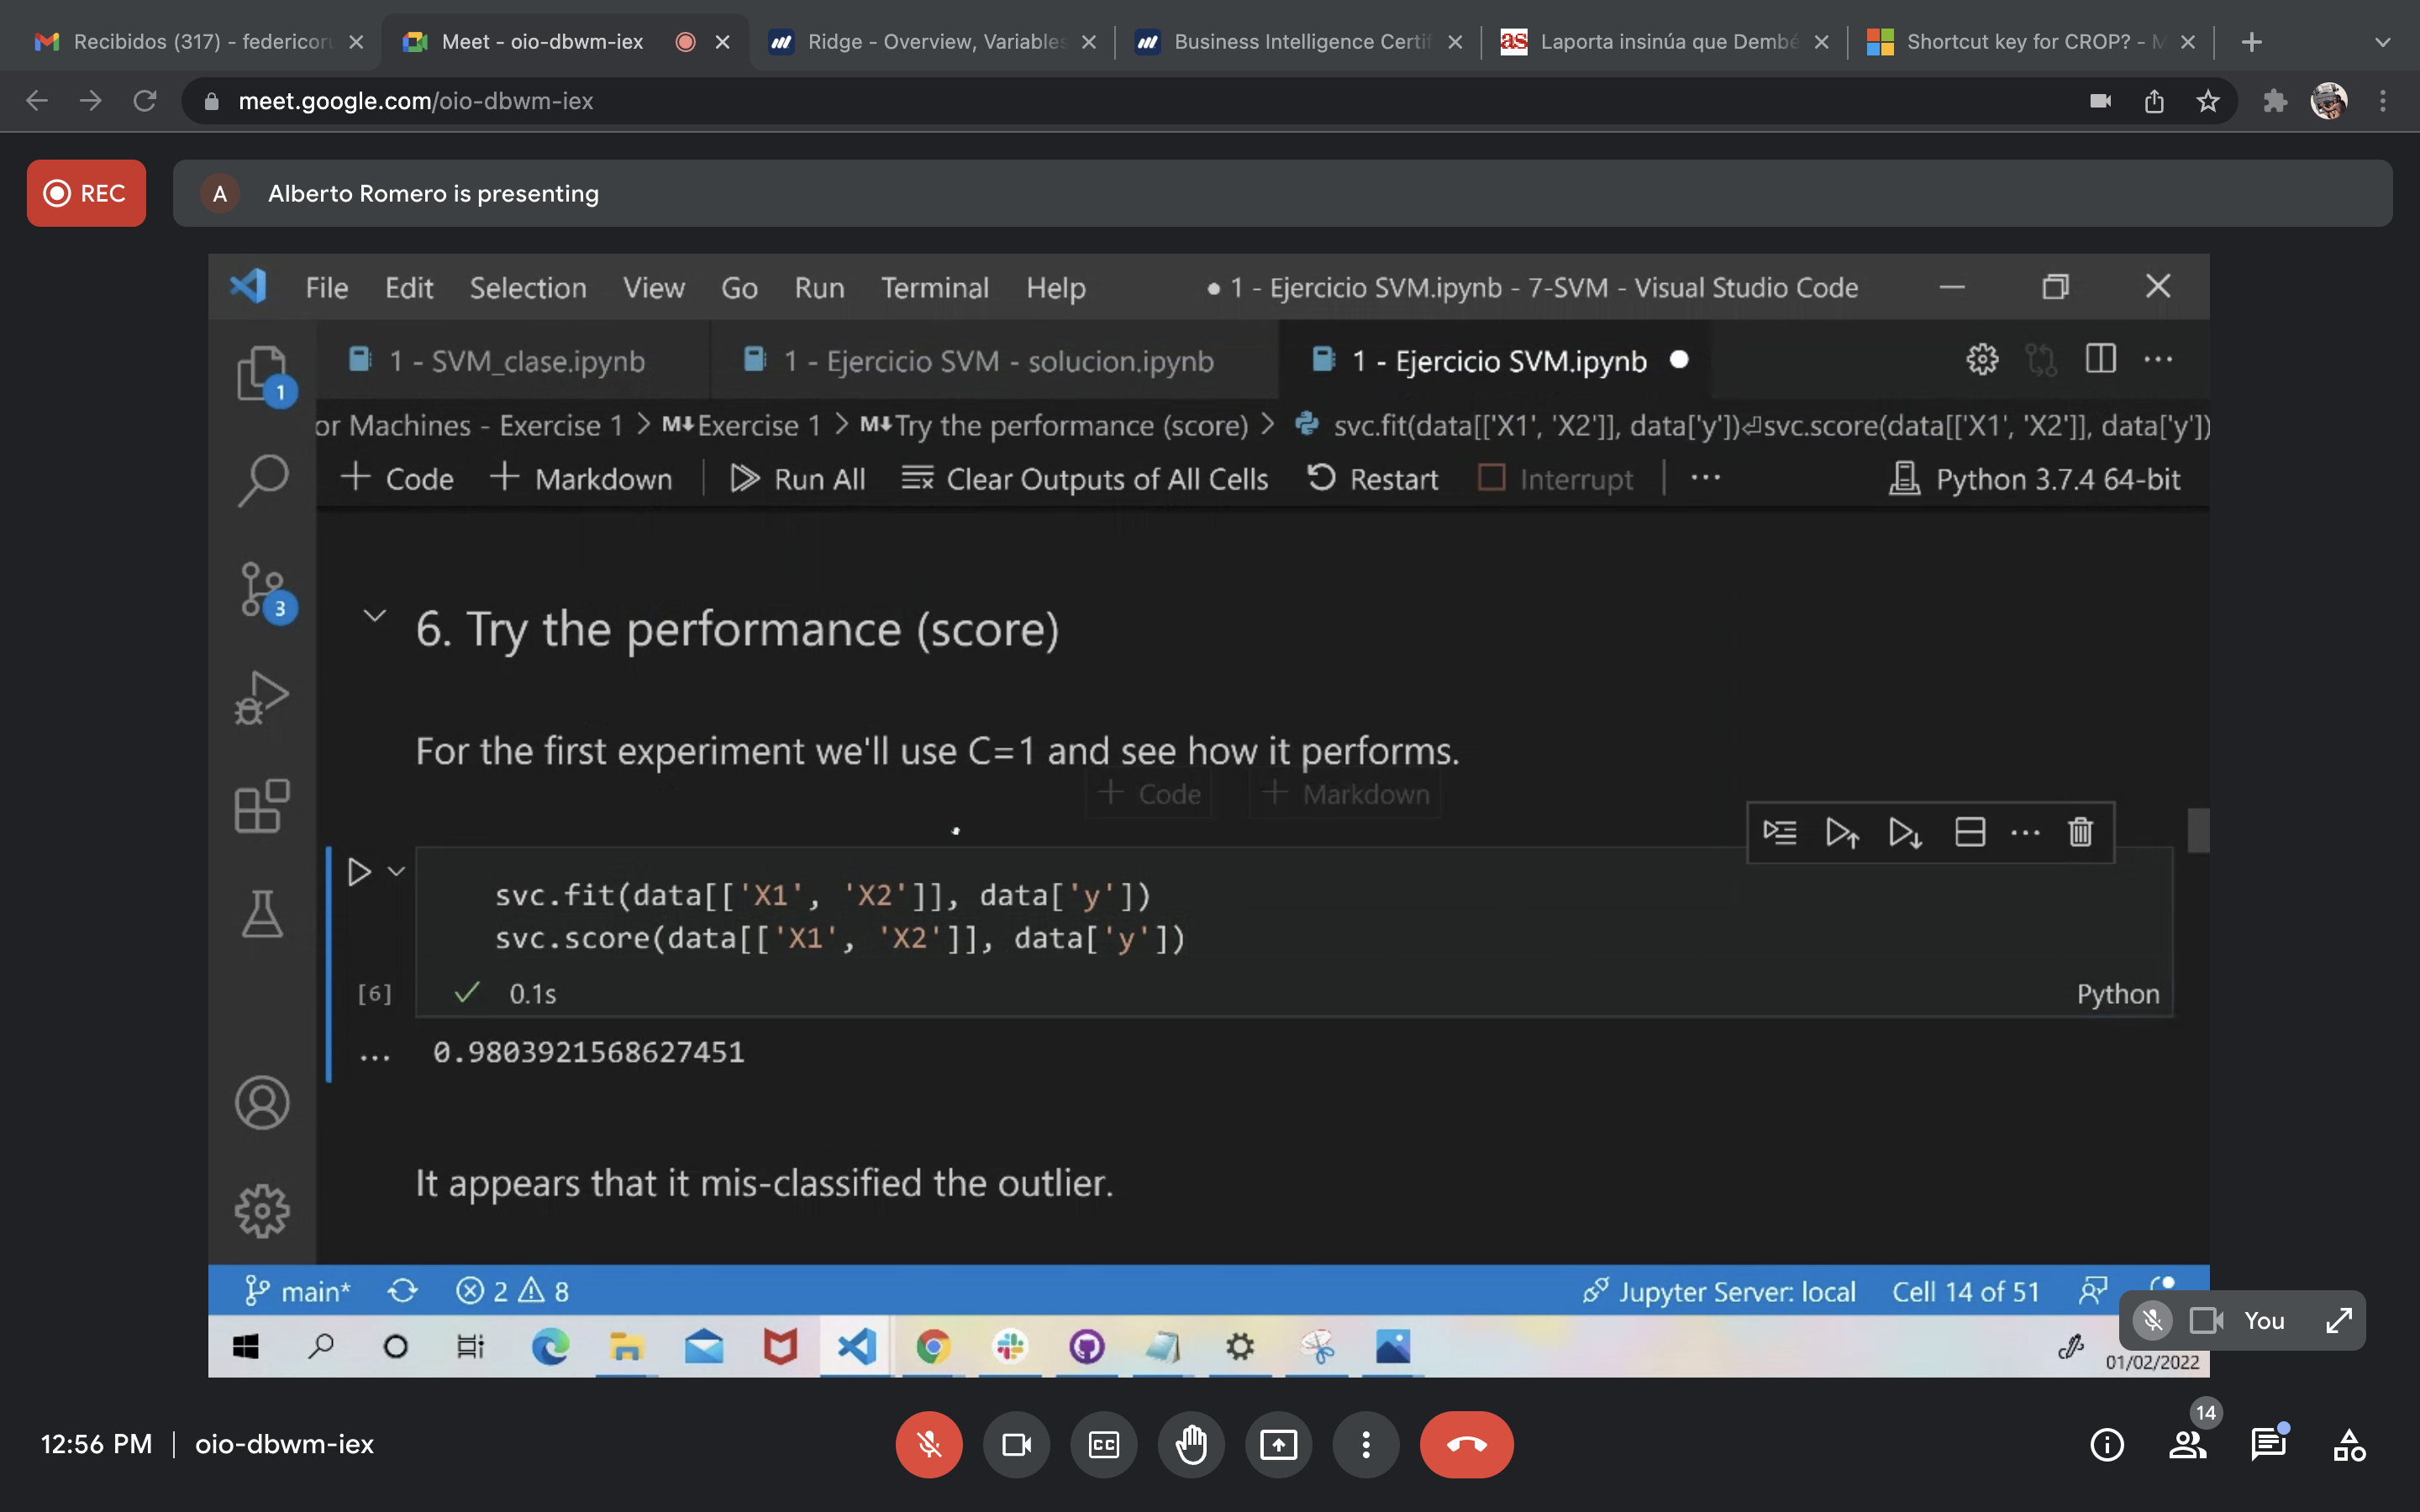 Recibidos (317) - federicor
Meet - oio-dbwm-iex
Ridge - Overview, Variables
Business Intelligence Certif
as
Laporta insinúa que Dembé
Shortcut key for CROP? - M
meet.google.com/oio-dbwm-iex
REC
A
Alberto Romero is presenting
File Edit Selection View Go Run Terminal Help
● 1 - Ejercicio SVM.ipynb - 7-SVM - Visual Studio Code
1
1 - SVM_clase.ipynb
1 - Ejercicio SVM - solucion.ipynb
1 - Ejercicio SVM.ipynb ●
or Machines - Exercise 1 > M↓Exercise 1 > M↓Try the performance (score) > svc.fit(data[['X1', 'X2']], data['y'])⏎svc.score(data[['X1', 'X2']], data['y'])
+ Code + Markdown | Run All Clear Outputs of All Cells Restart Interrupt | ··· Python 3.7.4 64-bit
3
6. Try the performance (score)
For the first experiment we'll use C=1 and see how it performs.
+ Code + Markdown
svc.fit(data[['X1', 'X2']], data['y'])
svc.score(data[['X1', 'X2']], data['y'])
[6] ✓ 0.1s Python
... 0.9803921568627451
It appears that it mis-classified the outlier.
main* 2 8 Jupyter Server: local Cell 14 of 51
You
01/02/2022
12:56 PM | oio-dbwm-iex
CC
14